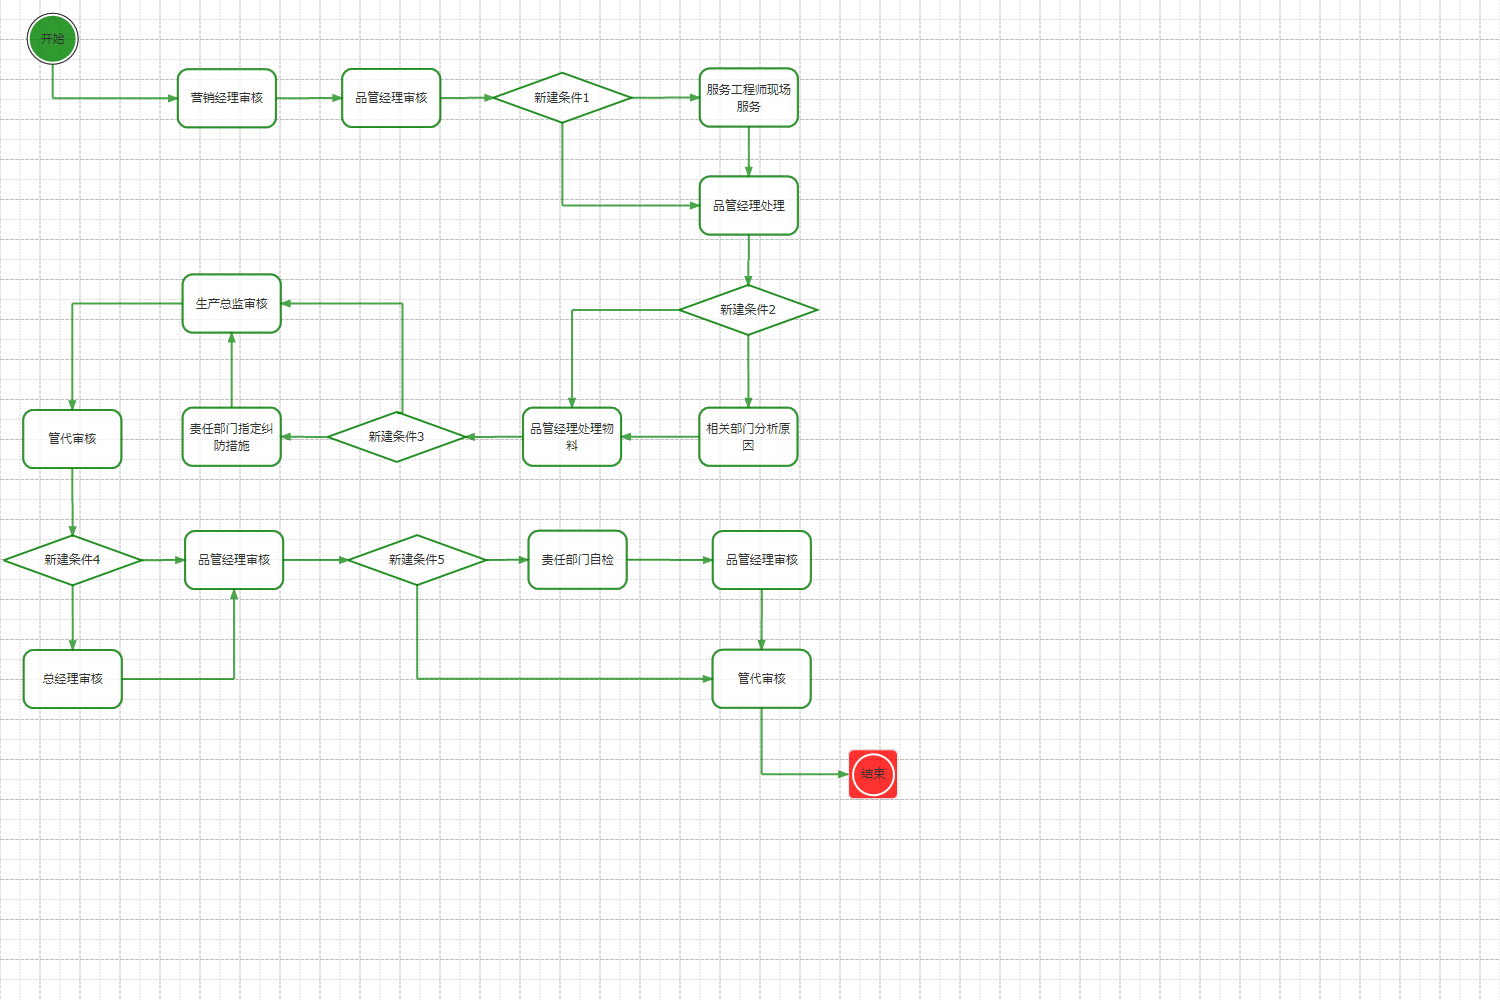 开始
营销经理审核
品管经理审核
新建条件1
服务工程师现场
服务
品管经理处理
生产总监审核
新建条件2
管代审核
责任部门指定纠
防措施
新建条件3
品管经理处理物
料
相关部门分析原
因
新建条件4
品管经理审核
新建条件5
责任部门自检
品管经理审核
总经理审核
管代审核
结束